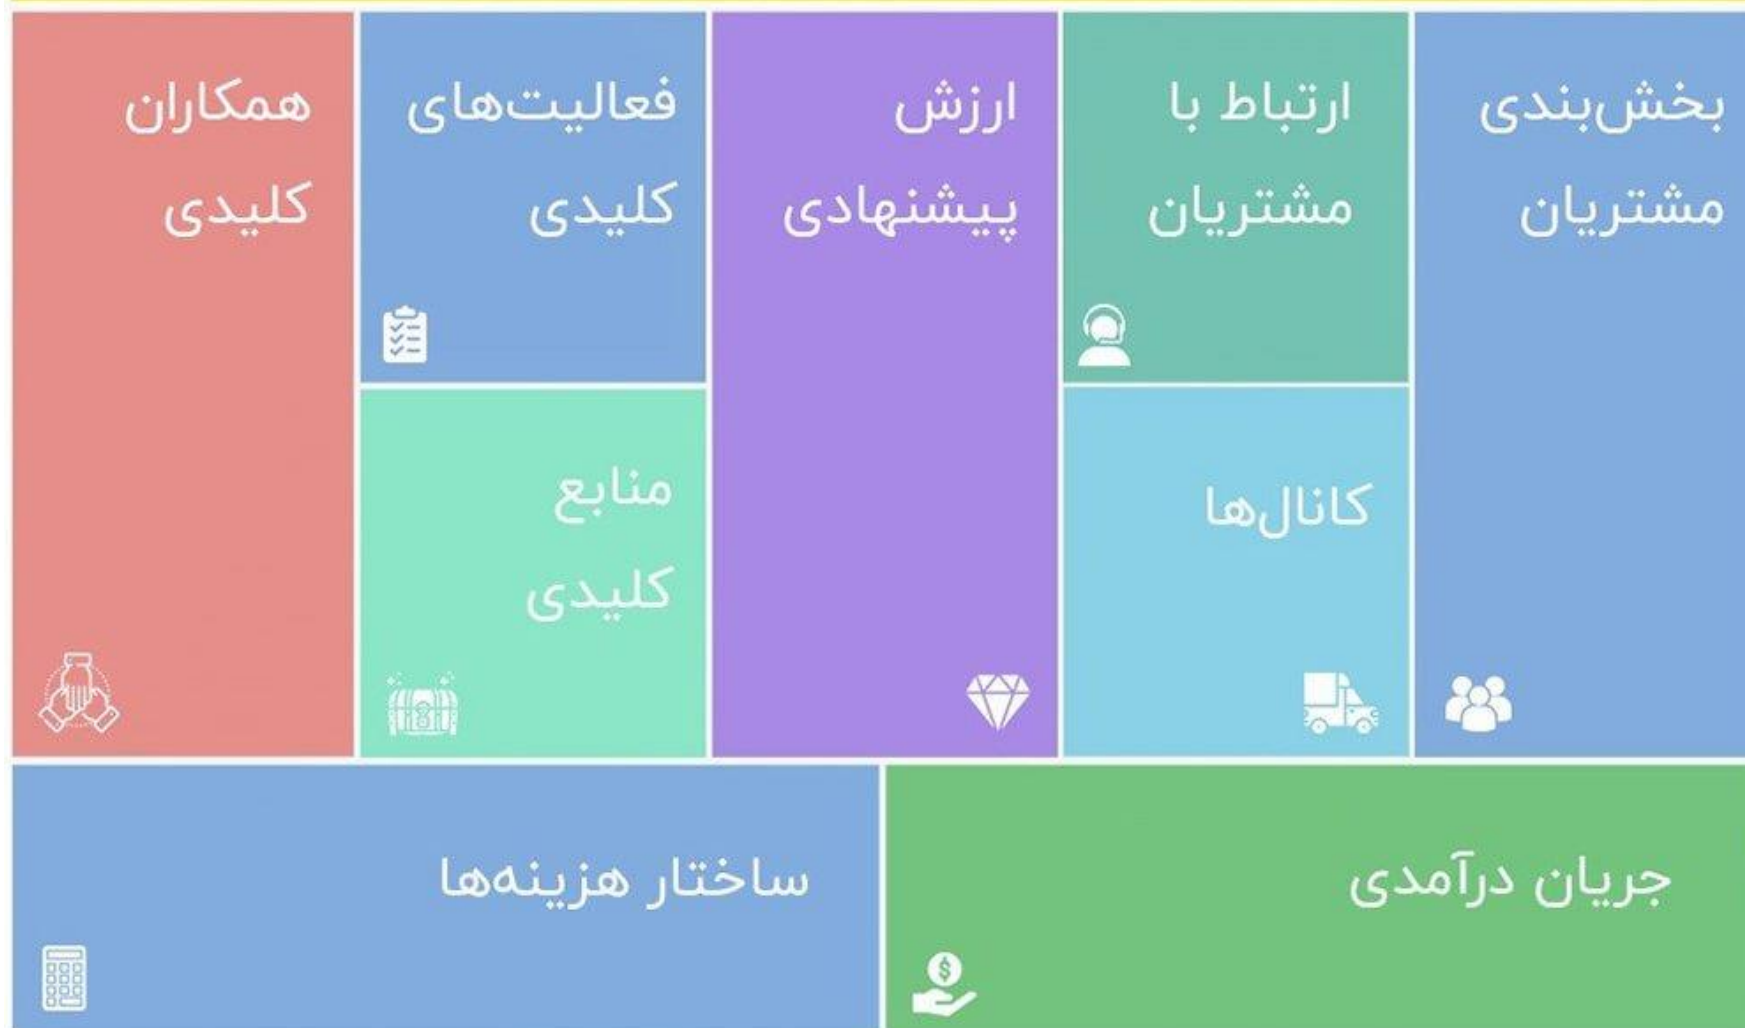 بخش‌بندی
مشتریان
ارتباط با
مشتریان
ارزش
پیشنهادی
فعالیت‌های
کلیدی
همکاران
کلیدی
کانال‌ها
منابع
کلیدی
جریان درآمدی
ساختار هزینه‌ها